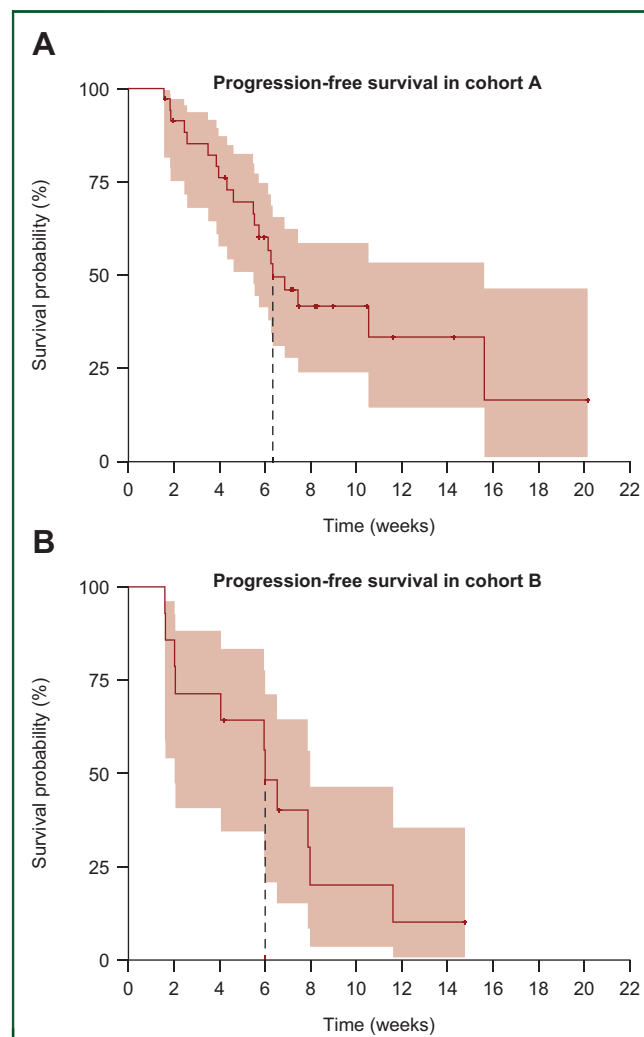 A
Progression-free survival in cohort A
100
75
50
25
0
Survival probability (%)
0 2 4 6 8 10 12 14 16 18 20 22
Time (weeks)
B
Progression-free survival in cohort B
100
75
50
25
0
Survival probability (%)
0 2 4 6 8 10 12 14 16 18 20 22
Time (weeks)